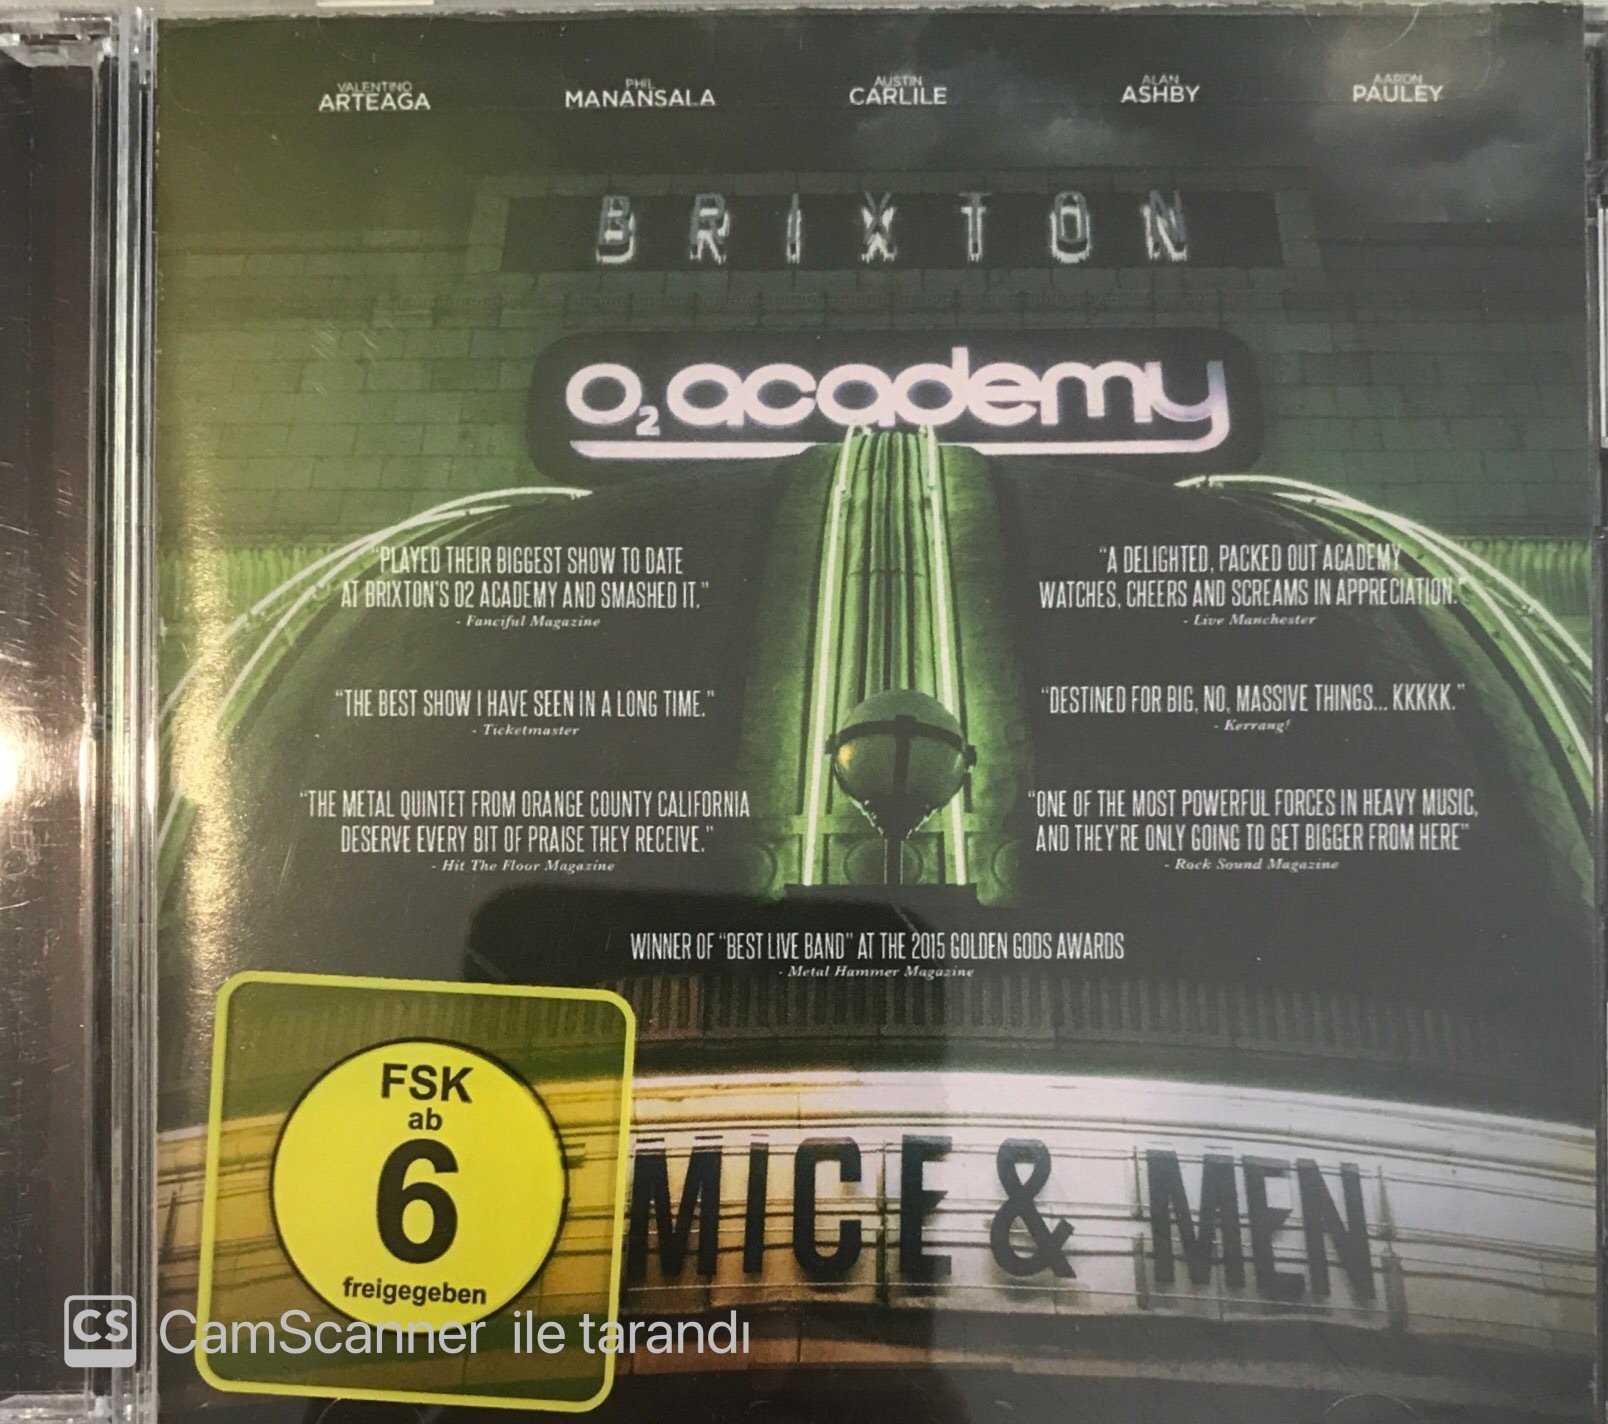 VALENTINO ARTEAGA
PHIL MANANSALA
AUSTIN CARLILE
ALAN ASHBY
AARON PAULEY
BRIXTON
O2 academy
"PLAYED THEIR BIGGEST SHOW TO DATE
AT BRIXTON'S O2 ACADEMY AND SMASHED IT."
- Fanciful Magazine
"A DELIGHTED, PACKED OUT ACADEMY
WATCHES, CHEERS AND SCREAMS IN APPRECIATION."
- Live Manchester
"THE BEST SHOW I HAVE SEEN IN A LONG TIME."
- Ticketmaster
"DESTINED FOR BIG, NO, MASSIVE THINGS... KKKKK."
- Kerrang!
"THE METAL QUINTET FROM ORANGE COUNTY CALIFORNIA
DESERVE EVERY BIT OF PRAISE THEY RECEIVE."
- Hit The Floor Magazine
"ONE OF THE MOST POWERFUL FORCES IN HEAVY MUSIC,
AND THEY'RE ONLY GOING TO GET BIGGER FROM HERE"
- Rock Sound Magazine
WINNER OF "BEST LIVE BAND" AT THE 2015 GOLDEN GODS AWARDS
- Metal Hammer Magazine
MICE & MEN
FSK
ab
6
freigegeben
CS CamScanner ile tarandı